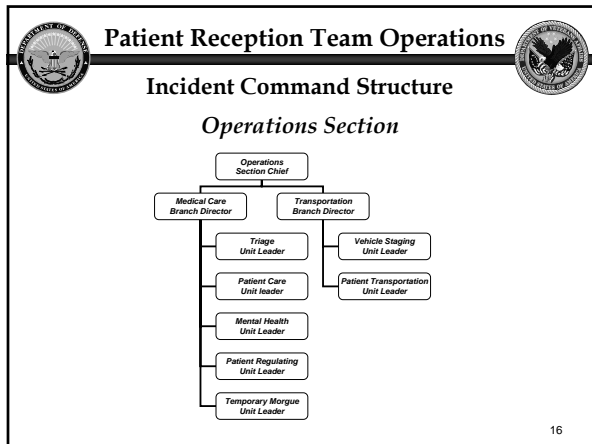 Patient Reception Team Operations
Incident Command Structure
Operations Section
Operations
Section Chief
Medical Care
Branch Director
Transportation
Branch Director
Triage
Unit Leader
Vehicle Staging
Unit Leader
Patient Care
Unit leader
Patient Transportation
Unit Leader
Mental Health
Unit Leader
Patient Regulating
Unit Leader
Temporary Morgue
Unit Leader
16